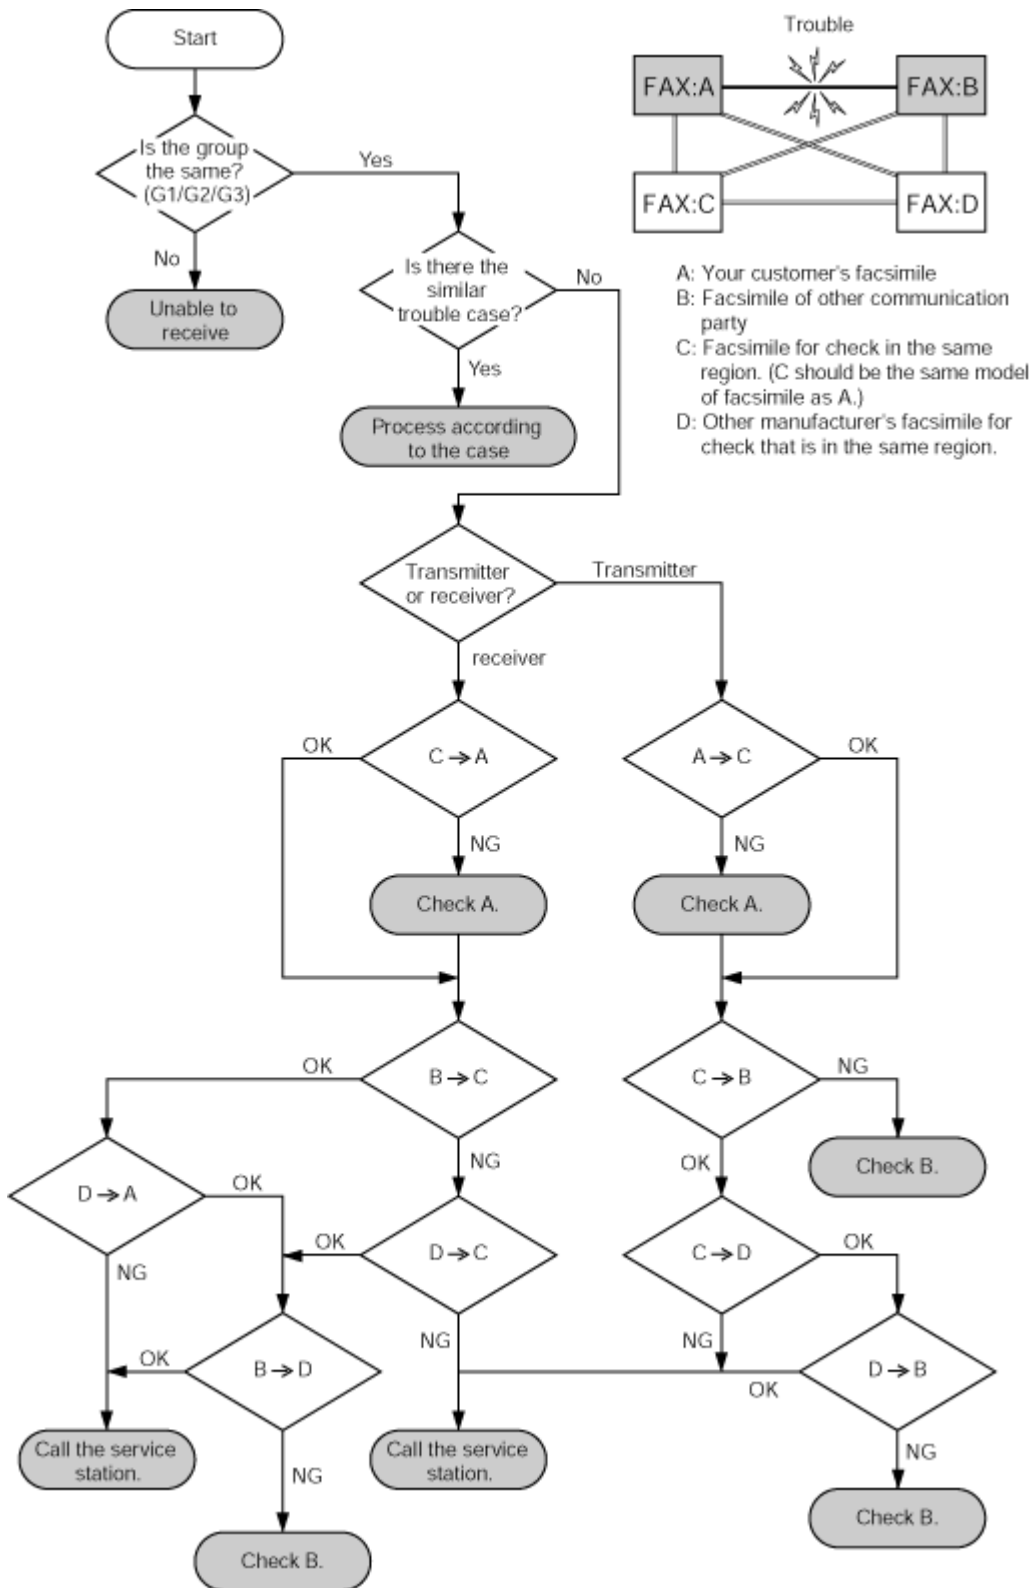 Start
Trouble
FAX:A
FAX:B
FAX:C
FAX:D
Is the group
the same?
(G1/G2/G3)
Yes
No
Unable to
receive
Is there the
similar
trouble case?
No
Yes
Process according
to the case
A: Your customer's facsimile
B: Facsimile of other communication
party
C: Facsimile for check in the same
region. (C should be the same model
of facsimile as A.)
D: Other manufacturer's facsimile for
check that is in the same region.
Transmitter
or receiver?
Transmitter
receiver
OK
C → A
NG
Check A.
A → C
OK
NG
Check A.
OK
B → C
NG
C → B
NG
OK
Check B.
D → A
OK
NG
OK
D → C
NG
C → D
OK
NG
OK
B → D
NG
OK
D → B
NG
Call the service
station.
Call the service
station.
Check B.
Check B.